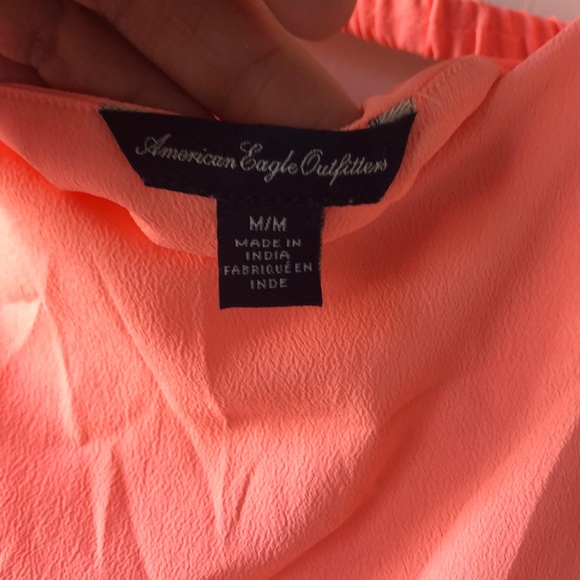 American Eagle Outfitters
M/M
MADE IN
INDIA
FABRIQUÉ EN
INDE